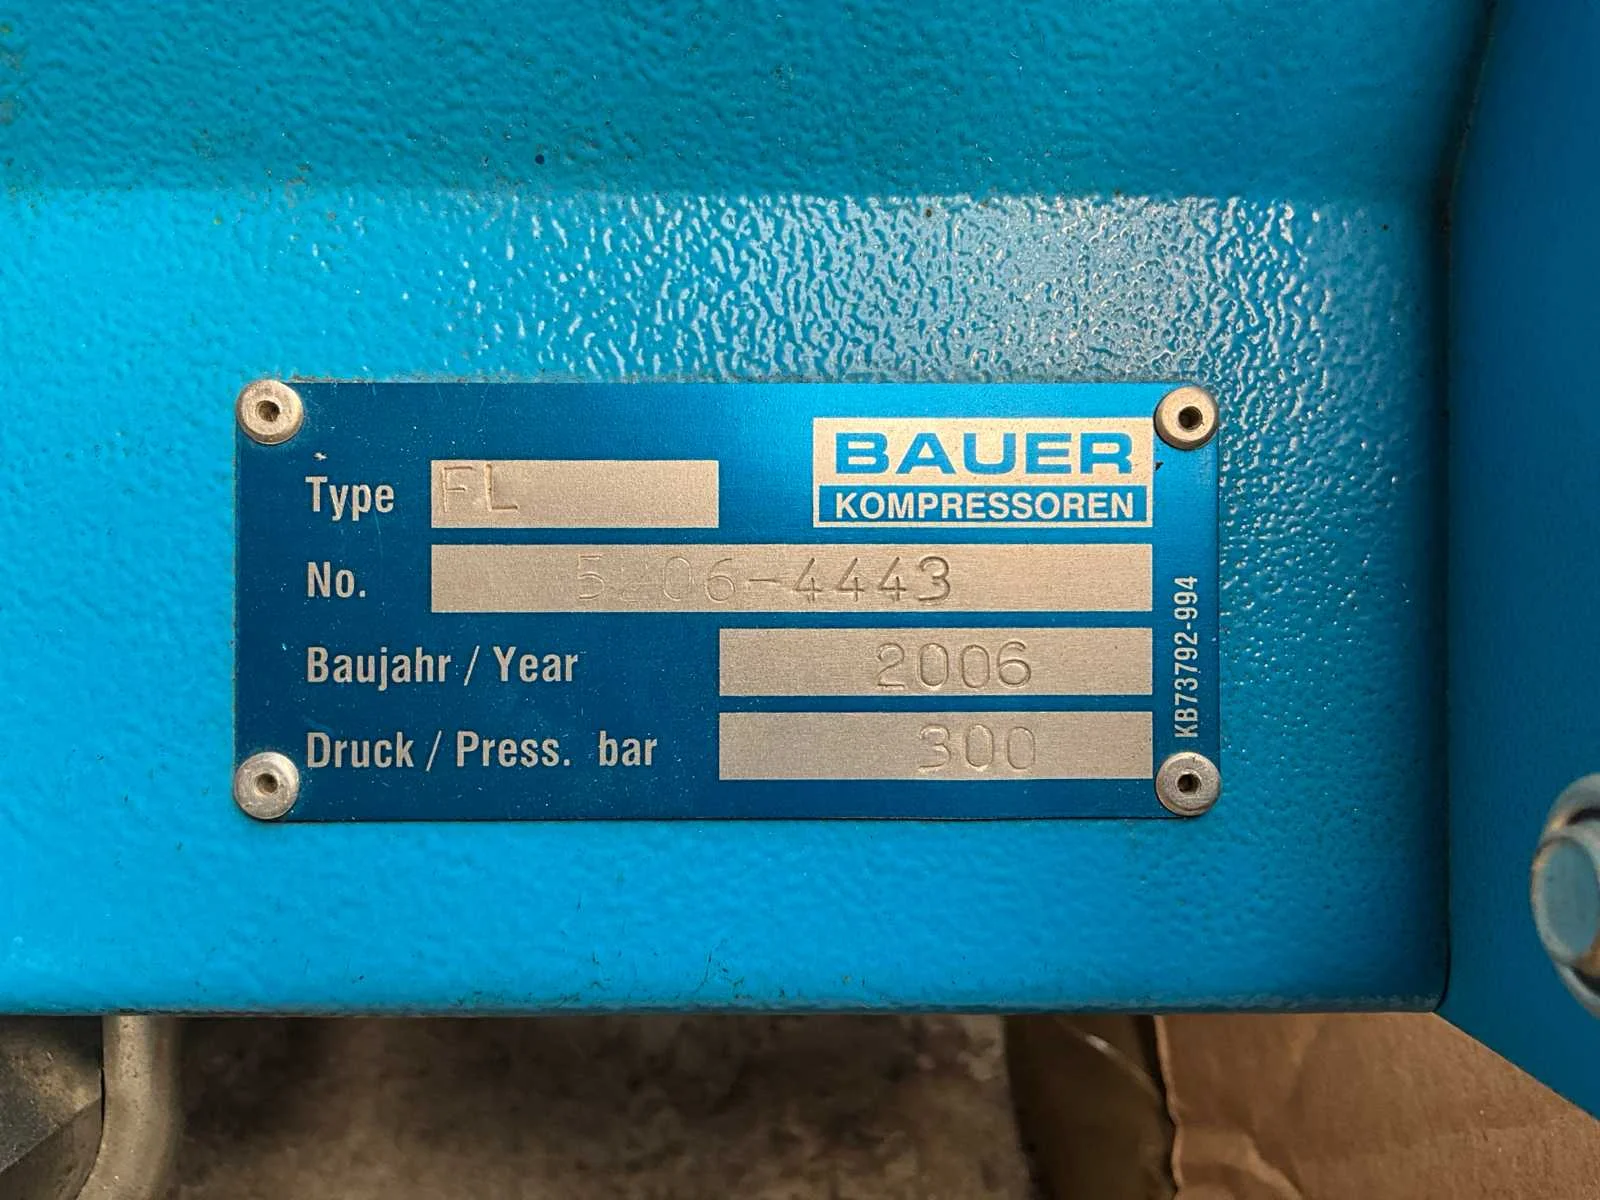 BAUER
KOMPRESSOREN
Type FL
No.
Baujahr / Year 2006
Druck / Press. bar 300
KB73792-994